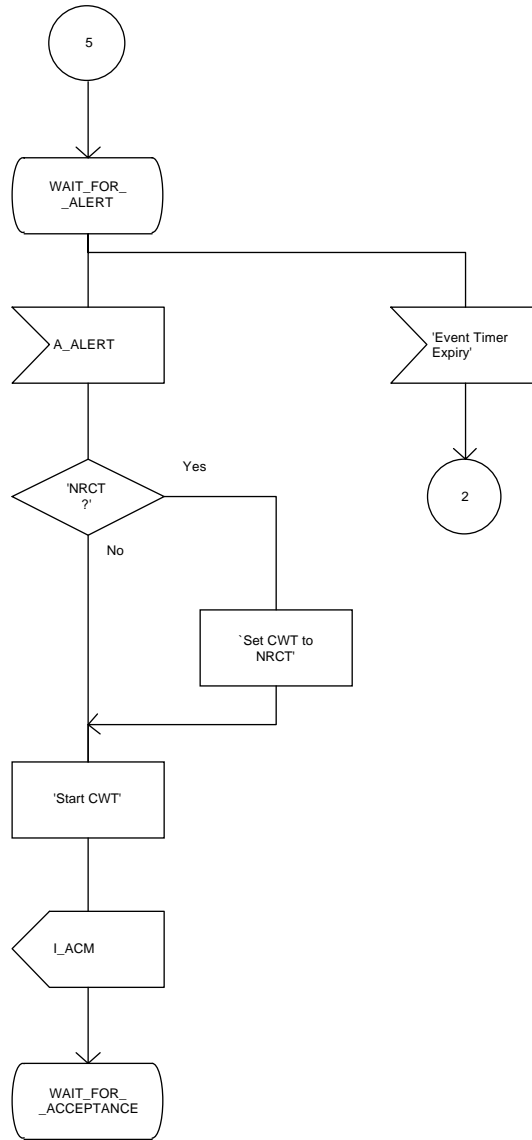 5
WAIT_FOR_
_ALERT
A_ALERT
'Event Timer
Expiry'
'NRCT
?'
Yes
2
No
`Set CWT to
NRCT'
'Start CWT'
I_ACM
WAIT_FOR_
_ACCEPTANCE